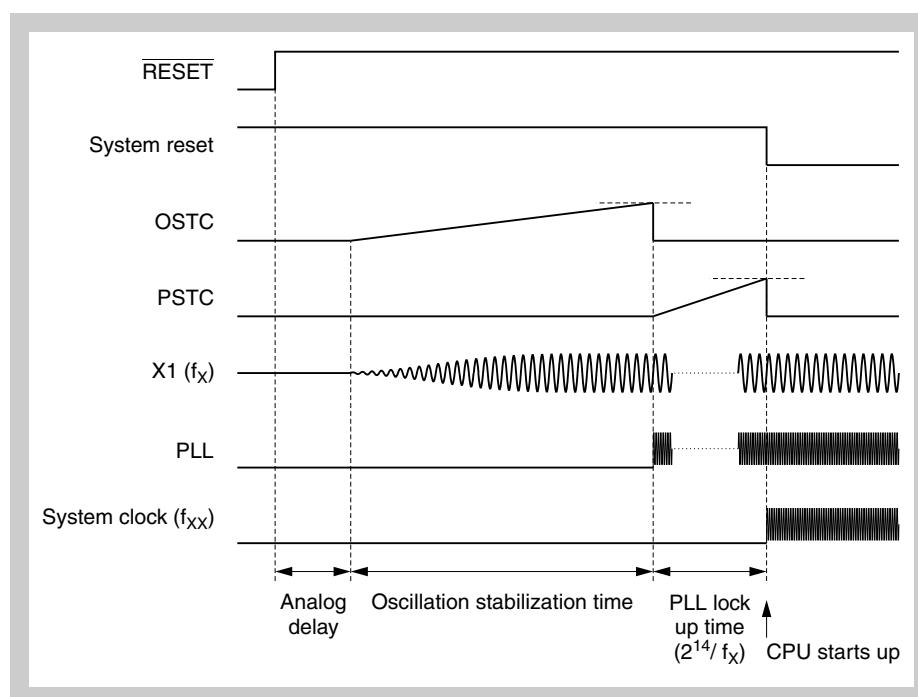 RESET
System reset
OSTC
PSTC
X1 (fX)
PLL
System clock (fXX)
Analog
delay
Oscillation stabilization time
PLL lock
up time
(2^14/ fX)
CPU starts up